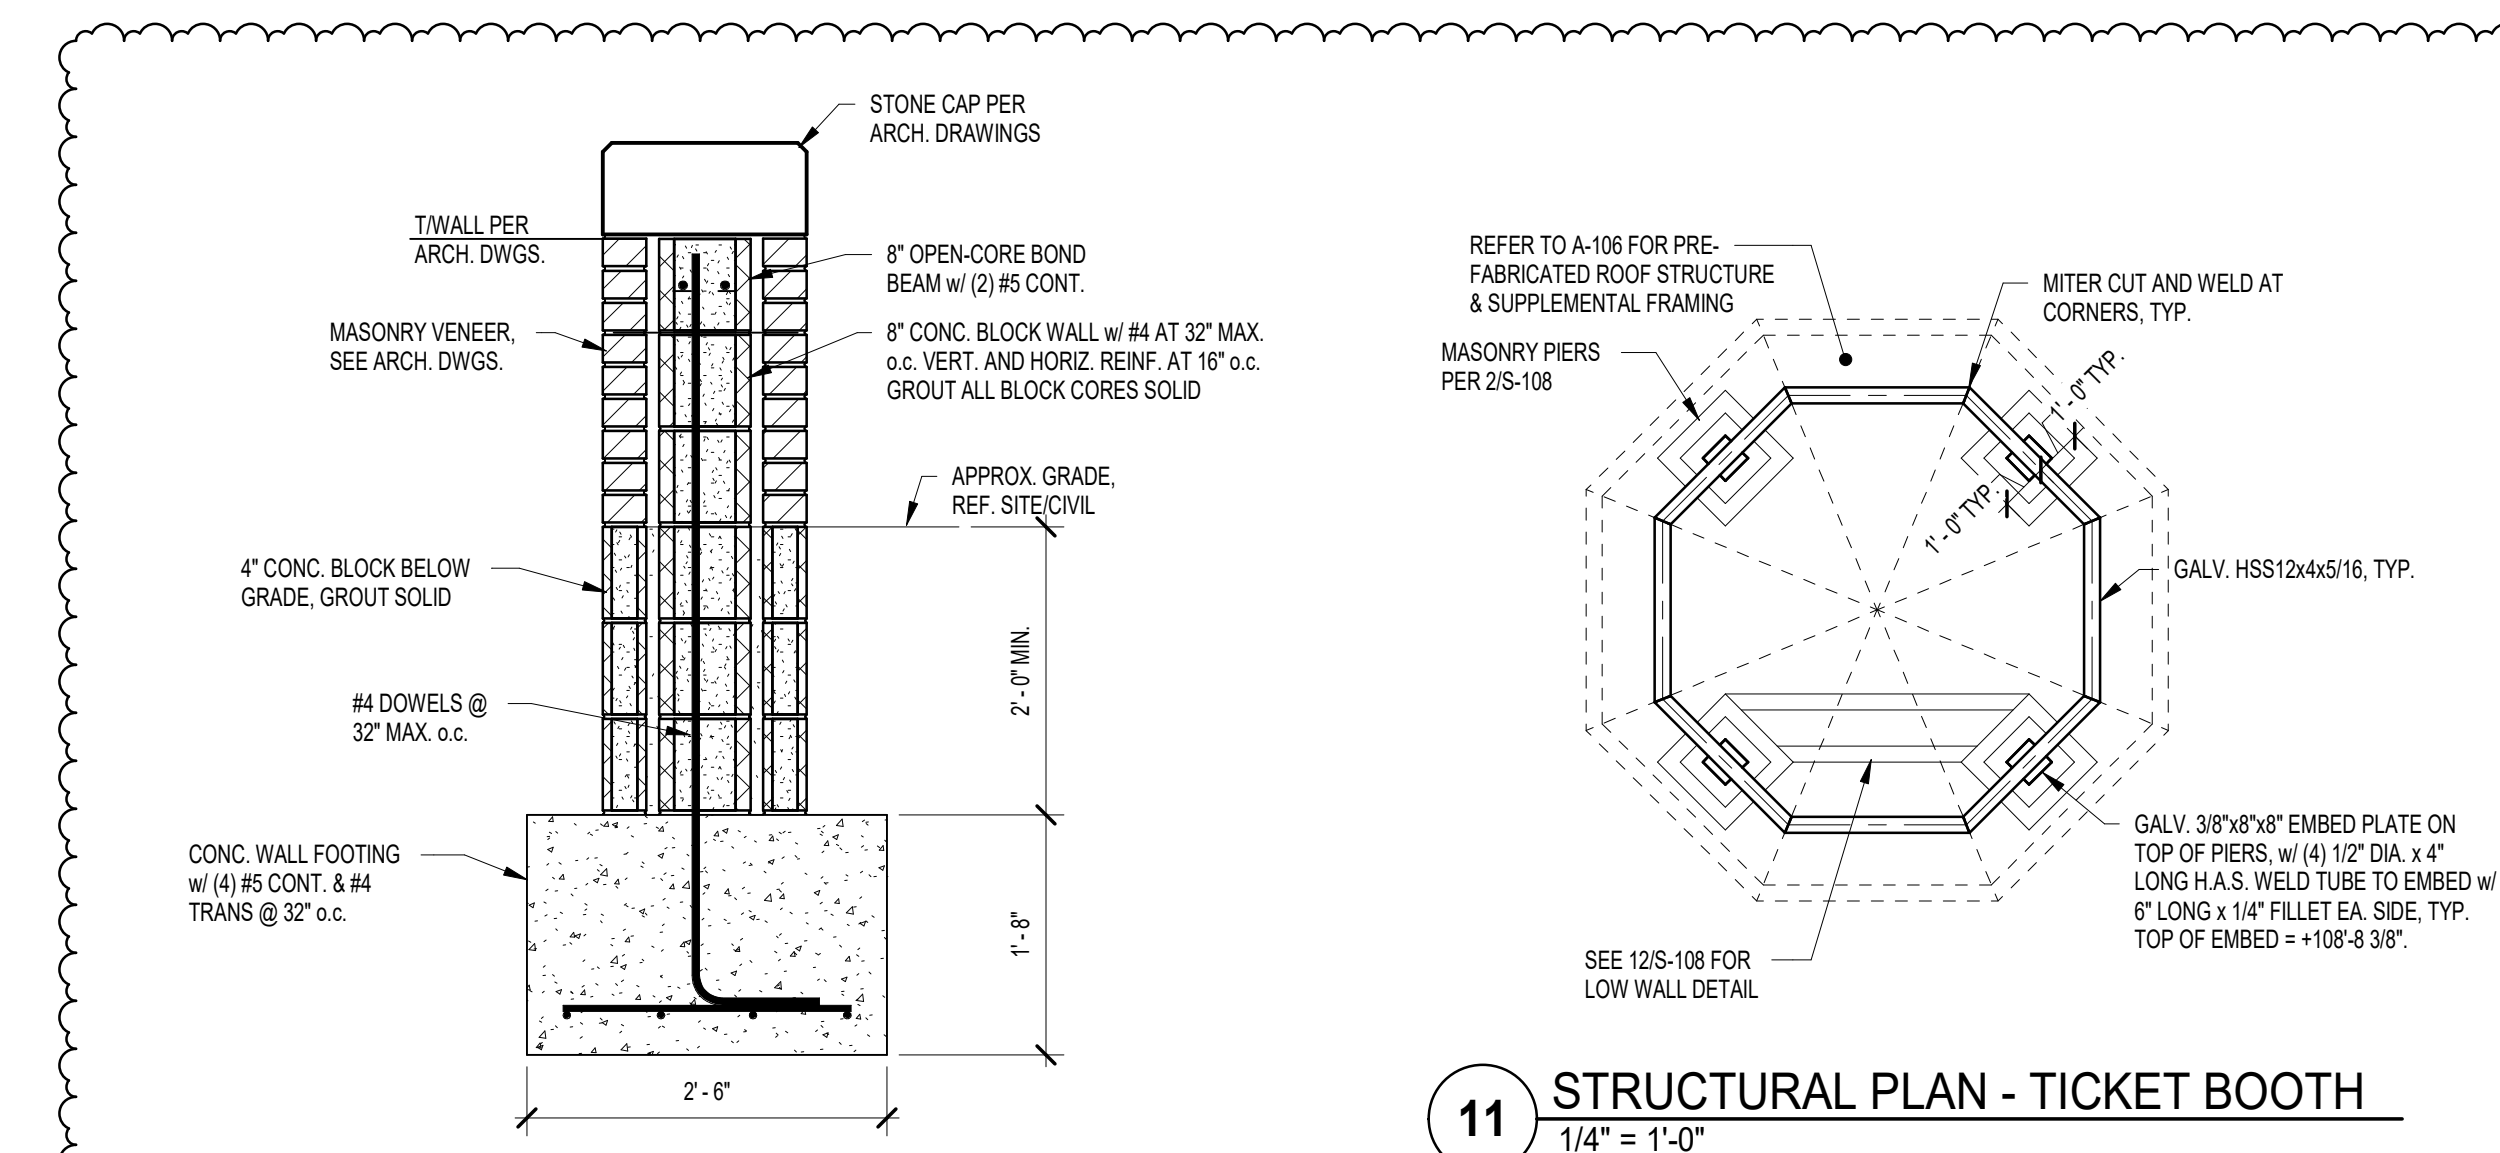 STONE CAP PER
ARCH. DRAWINGS
T/WALL PER
ARCH. DWGS.
8" OPEN-CORE BOND
BEAM w/ (2) #5 CONT.
MASONRY VENEER,
SEE ARCH. DWGS.
8" CONC. BLOCK WALL w/ #4 AT 32" MAX.
o.c. VERT. AND HORIZ. REINF. AT 16" o.c.
GROUT ALL BLOCK CORES SOLID
APPROX. GRADE,
REF. SITE/CIVIL
4" CONC. BLOCK BELOW
GRADE, GROUT SOLID
2' - 0" MIN.
#4 DOWELS @
32" MAX. o.c.
CONC. WALL FOOTING
w/ (4) #5 CONT. & #4
TRANS @ 32" o.c.
1' - 8"
2' - 6"
REFER TO A-106 FOR PRE-
FABRICATED ROOF STRUCTURE
& SUPPLEMENTAL FRAMING
MITER CUT AND WELD AT
CORNERS, TYP.
MASONRY PIERS
PER 2/S-108
1' - 0" TYP.
1' - 0" TYP.
GALV. HSS12x4x5/16, TYP.
GALV. 3/8"x8"x8" EMBED PLATE ON
TOP OF PIERS, w/ (4) 1/2" DIA. x 4"
LONG H.A.S. WELD TUBE TO EMBED w/
6" LONG x 1/4" FILLET EA. SIDE, TYP.
TOP OF EMBED = +108'-8 3/8".
SEE 12/S-108 FOR
LOW WALL DETAIL
11
STRUCTURAL PLAN - TICKET BOOTH
1/4" = 1'-0"